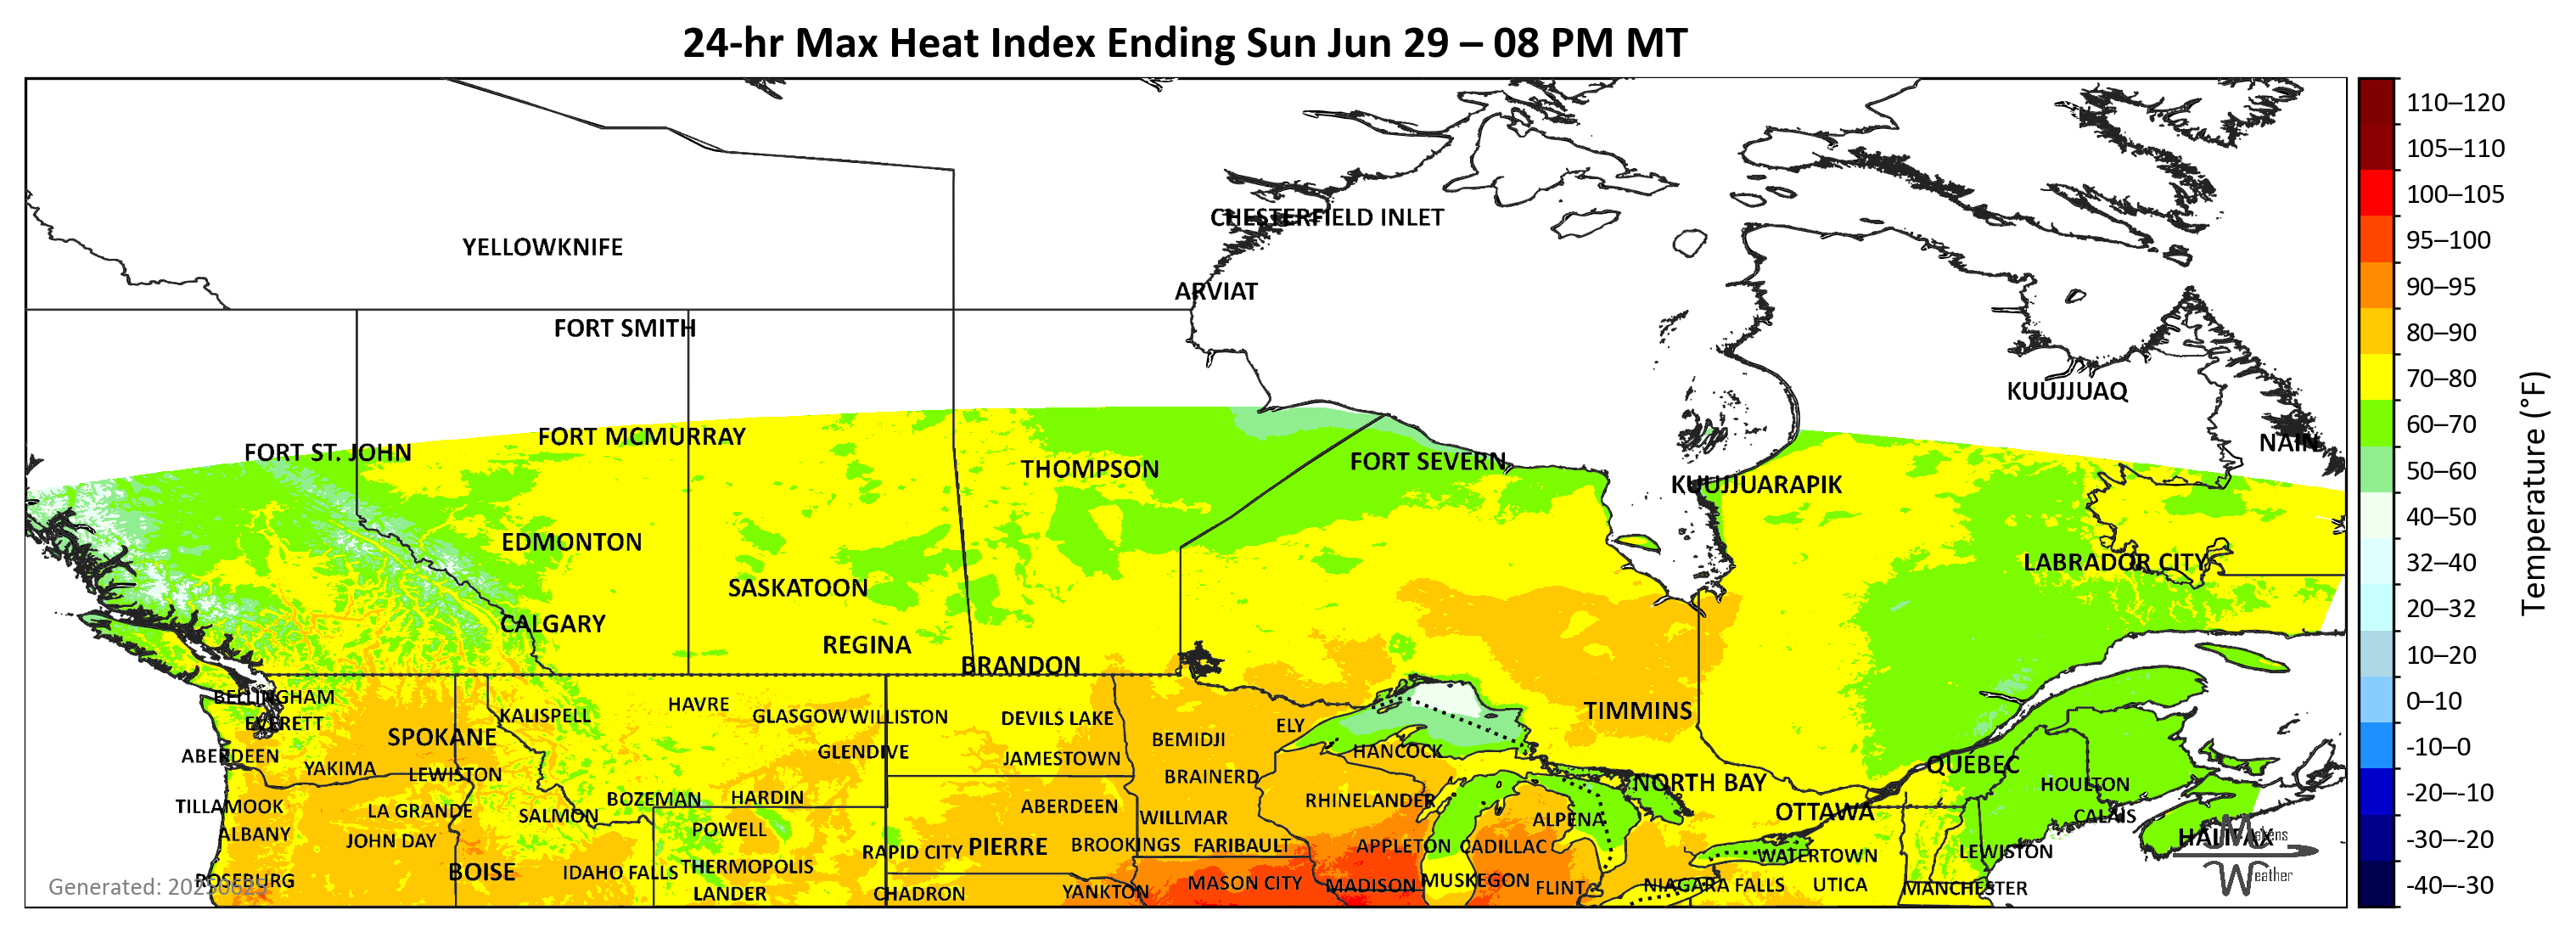 24-hr Max Heat Index Ending Sun Jun 29 – 08 PM MT
110–120
105–110
100–105
95–100
90–95
80–90
70–80
60–70
50–60
40–50
32–40
20–32
10–20
0–10
-10–0
-20–-10
-30–-20
-40–-30
Temperature (°F)
CHESTERFIELD INLET
YELLOWKNIFE
ARVIAT
FORT SMITH
KUUJJUAQ
FORT MCMURRAY
NAIN
FORT ST. JOHN
FORT SEVERN
THOMPSON
KUUJJUARAPIK
EDMONTON
LABRADOR CITY
SASKATOON
CALGARY
REGINA
BRANDON
BELLINGHAM
HAVRE
TIMMINS
KALISPELL
GLASGOW WILLISTON
DEVILS LAKE
EVERETT
ELY
SPOKANE
BEMIDJI
HANCOCK
GLENDIVE
ABERDEEN
JAMESTOWN
QUEBEC
YAKIMA
LEWISTON
BRAINERD
NORTH BAY
HOULTON
BOZEMAN
HARDIN
RHINELANDER
TILLAMOOK
LA GRANDE
ABERDEEN
OTTAWA
SALMON
WILLMAR
ALPENA
CALAIS
POWELL
ALBANY
JOHN DAY
HALIFAX
PIERRE
BROOKINGS
FARIBAULT
APPLETON
CADILLAC
RAPID CITY
WATERTOWN
LEWISTON
THERMOPOLIS
BOISE
IDAHO FALLS
ROSEBURG
MUSKEGON
MASON CITY
MADISON
NIAGARA FALLS
UTICA
FLINT
MANCHESTER
YANKTON
LANDER
CHADRON
Weather